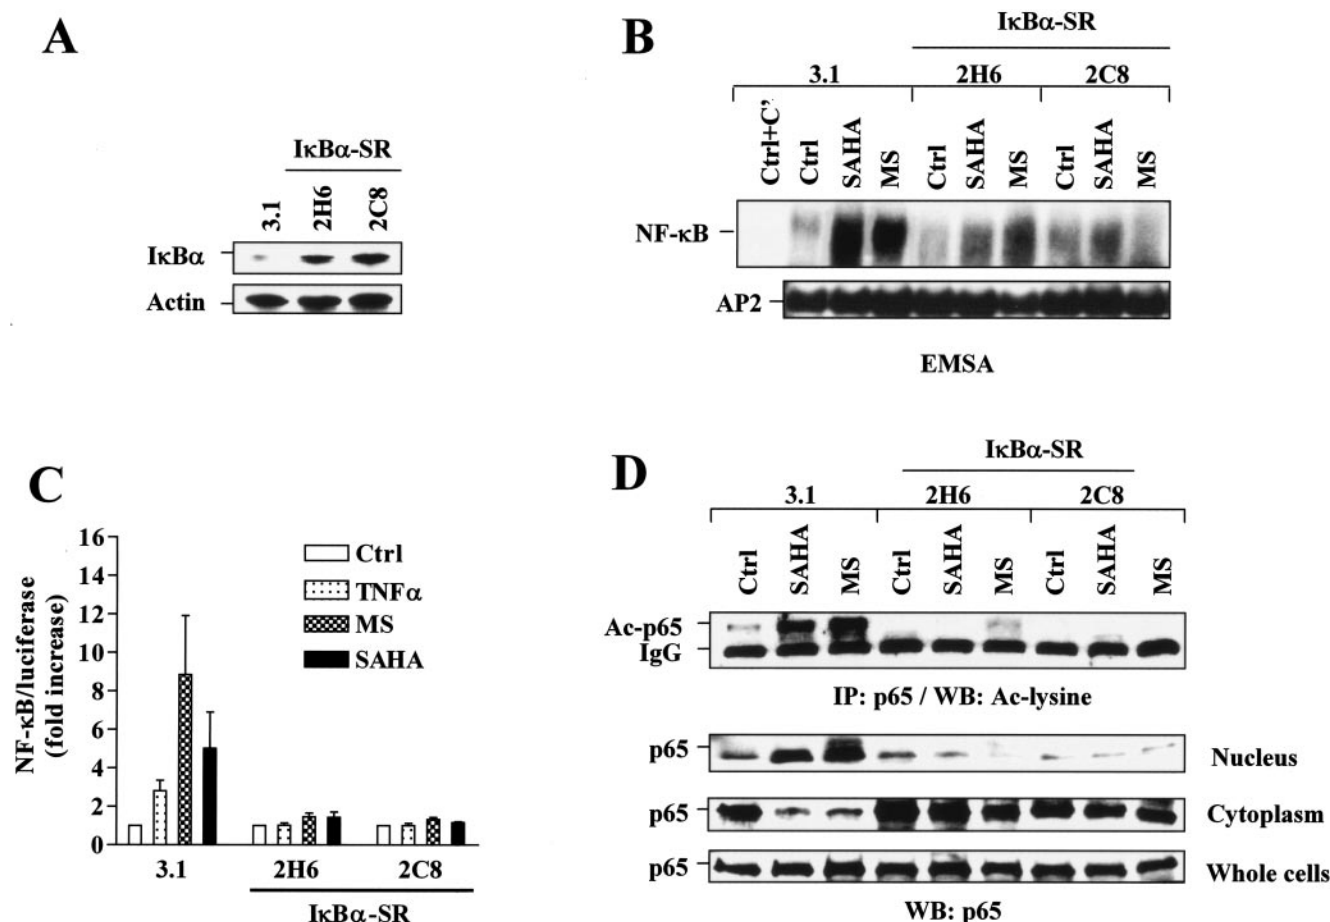 A
IκBα-SR
3.1 2H6 2C8
IκBα
Actin
B
IκBα-SR
3.1 2H6 2C8
Ctrl+C' Ctrl SAHA MS Ctrl SAHA MS Ctrl SAHA MS
NF-κB
AP2
EMSA
C
NF-κB/luciferase
(fold increase)
16
14
12
10
8
6
4
2
1
0
Ctrl
TNFα
MS
SAHA
3.1 2H6 2C8
IκBα-SR
D
IκBα-SR
3.1 2H6 2C8
Ctrl SAHA MS Ctrl SAHA MS Ctrl SAHA MS
Ac-p65
IgG
IP: p65 / WB: Ac-lysine
p65 Nucleus
p65 Cytoplasm
p65 Whole cells
WB: p65